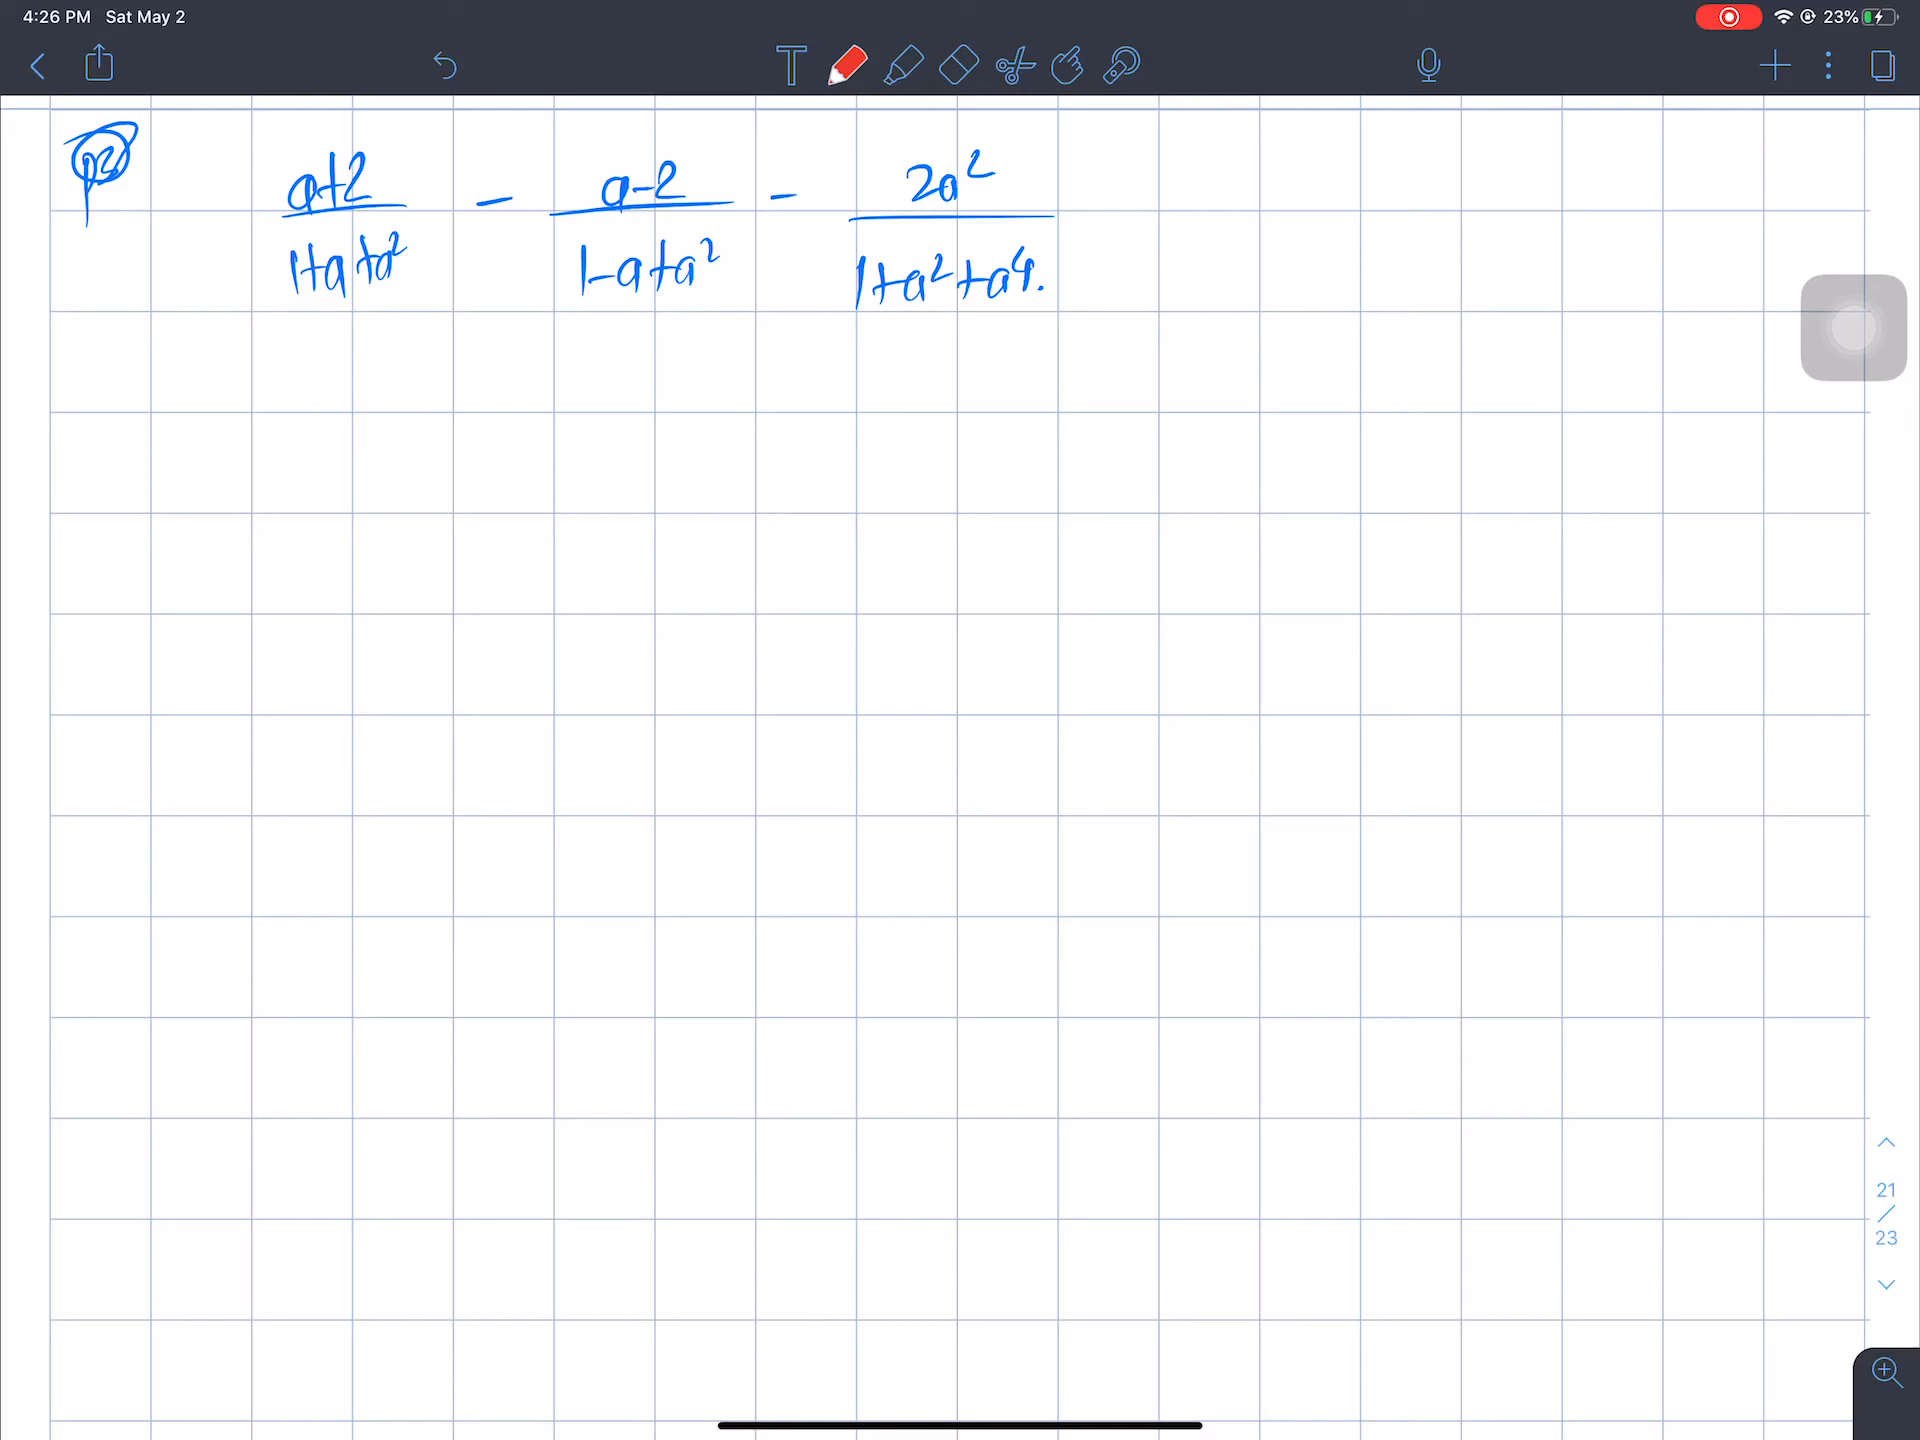 4:26 PM Sat May 2 23%
T
a+2 / 1+a+a² - a-2 / 1-a+a² - 2a² / 1+a²+a⁴.
21
/
23